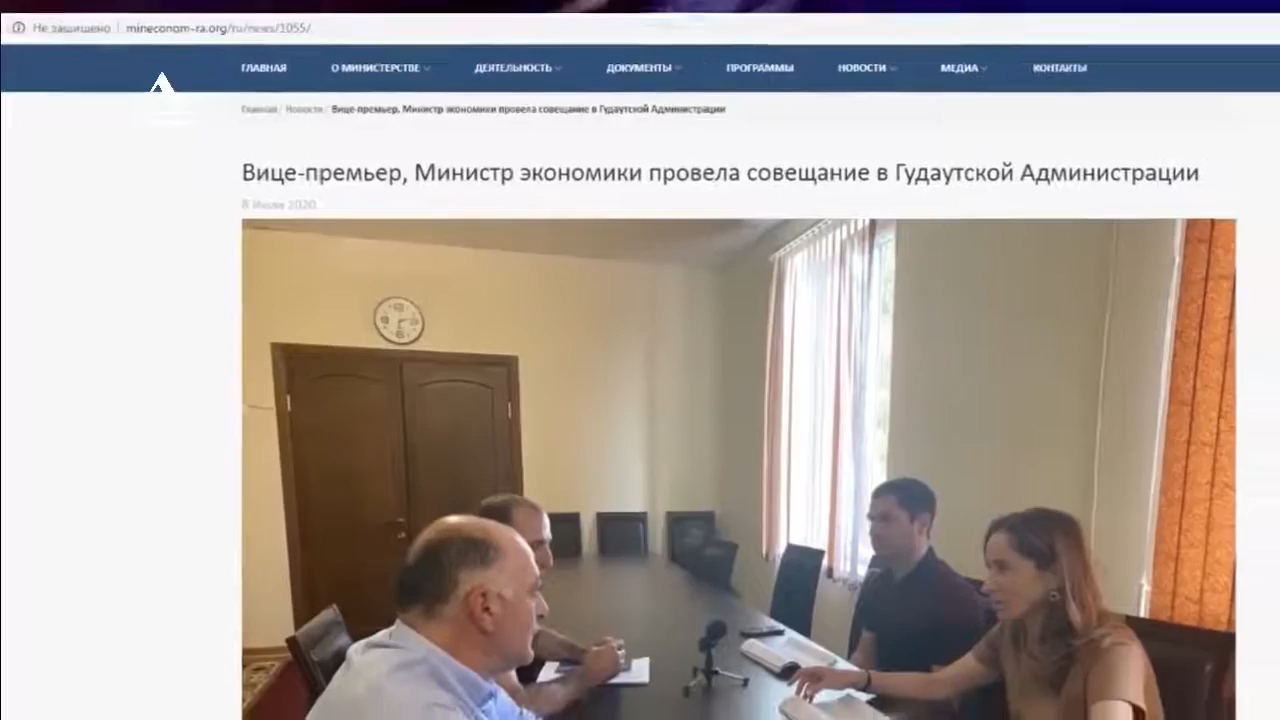 Не защищено mineconom-ra.org/ru/news/1055/
ГЛАВНАЯ О МИНИСТЕРСТВЕ ДЕЯТЕЛЬНОСТЬ ДОКУМЕНТЫ ПРОГРАММЫ НОВОСТИ МЕДИА КОНТАКТЫ
Главная / Новости / Вице-премьер, Министр экономики провела совещание в Гудаутской Администрации
Вице-премьер, Министр экономики провела совещание в Гудаутской Администрации
8 Июля 2020